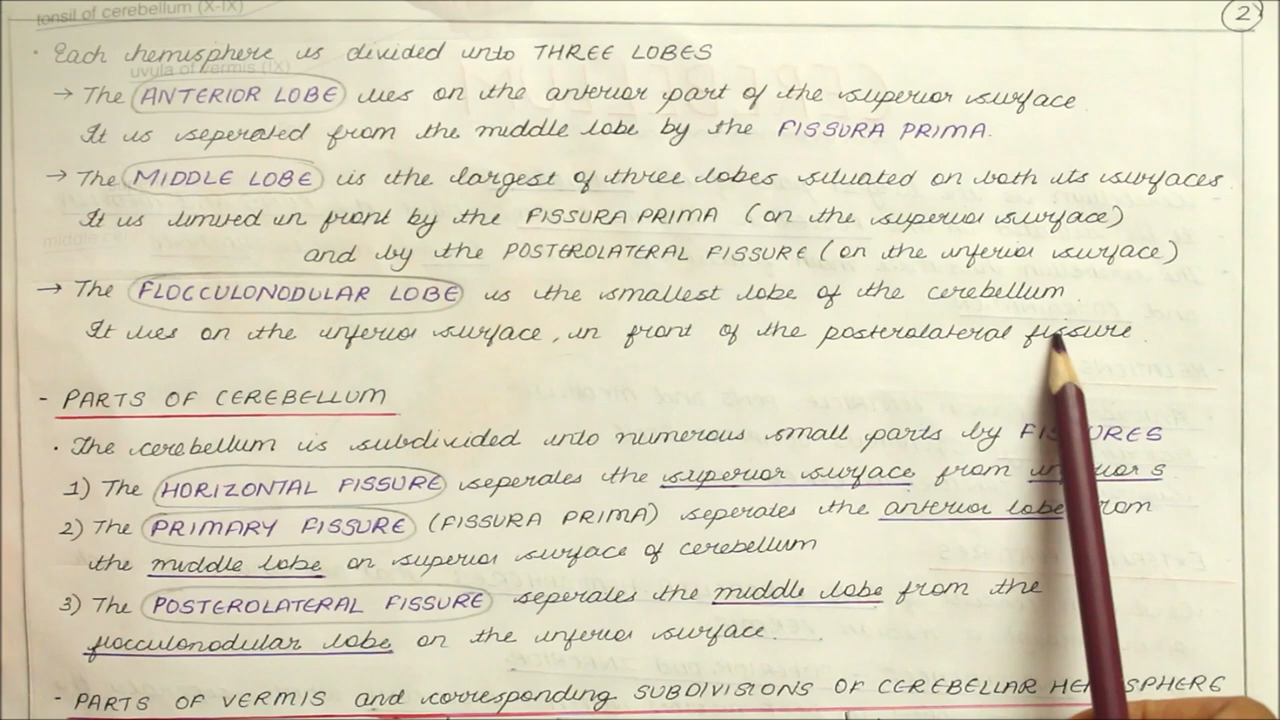 tonsil of cerebellum (X-IX)
2
· Each hemisphere is divided into THREE LOBES
uvula of vermis (IX)
→ The ANTERIOR LOBE lies on the anterior part of the superior surface
It is seperated from the middle lobe by the FISSURA PRIMA.
→ The MIDDLE LOBE is the largest of three lobes situated on both its surfaces.
It is limited in front by the FISSURA PRIMA (on the superior surface)
and by the POSTEROLATERAL FISSURE (on the inferior surface)
→ The FLOCCULONODULAR LOBE is the smallest lobe of the cerebellum.
It lies on the inferior surface, in front of the posterolateral fissure.
- PARTS OF CEREBELLUM
· The cerebellum is subdivided into numerous small parts by FISSURES
1) The HORIZONTAL FISSURE seperates the superior surface from inferior s
2) The PRIMARY FISSURE (FISSURA PRIMA) seperates the anterior lobe from
the middle lobe on superior surface of cerebellum
3) The POSTEROLATERAL FISSURE seperates the middle lobe from the
flocculonodular lobe on the inferior surface.
- PARTS OF VERMIS and corresponding SUBDIVISIONS OF CEREBELLAR HEMISPHERE